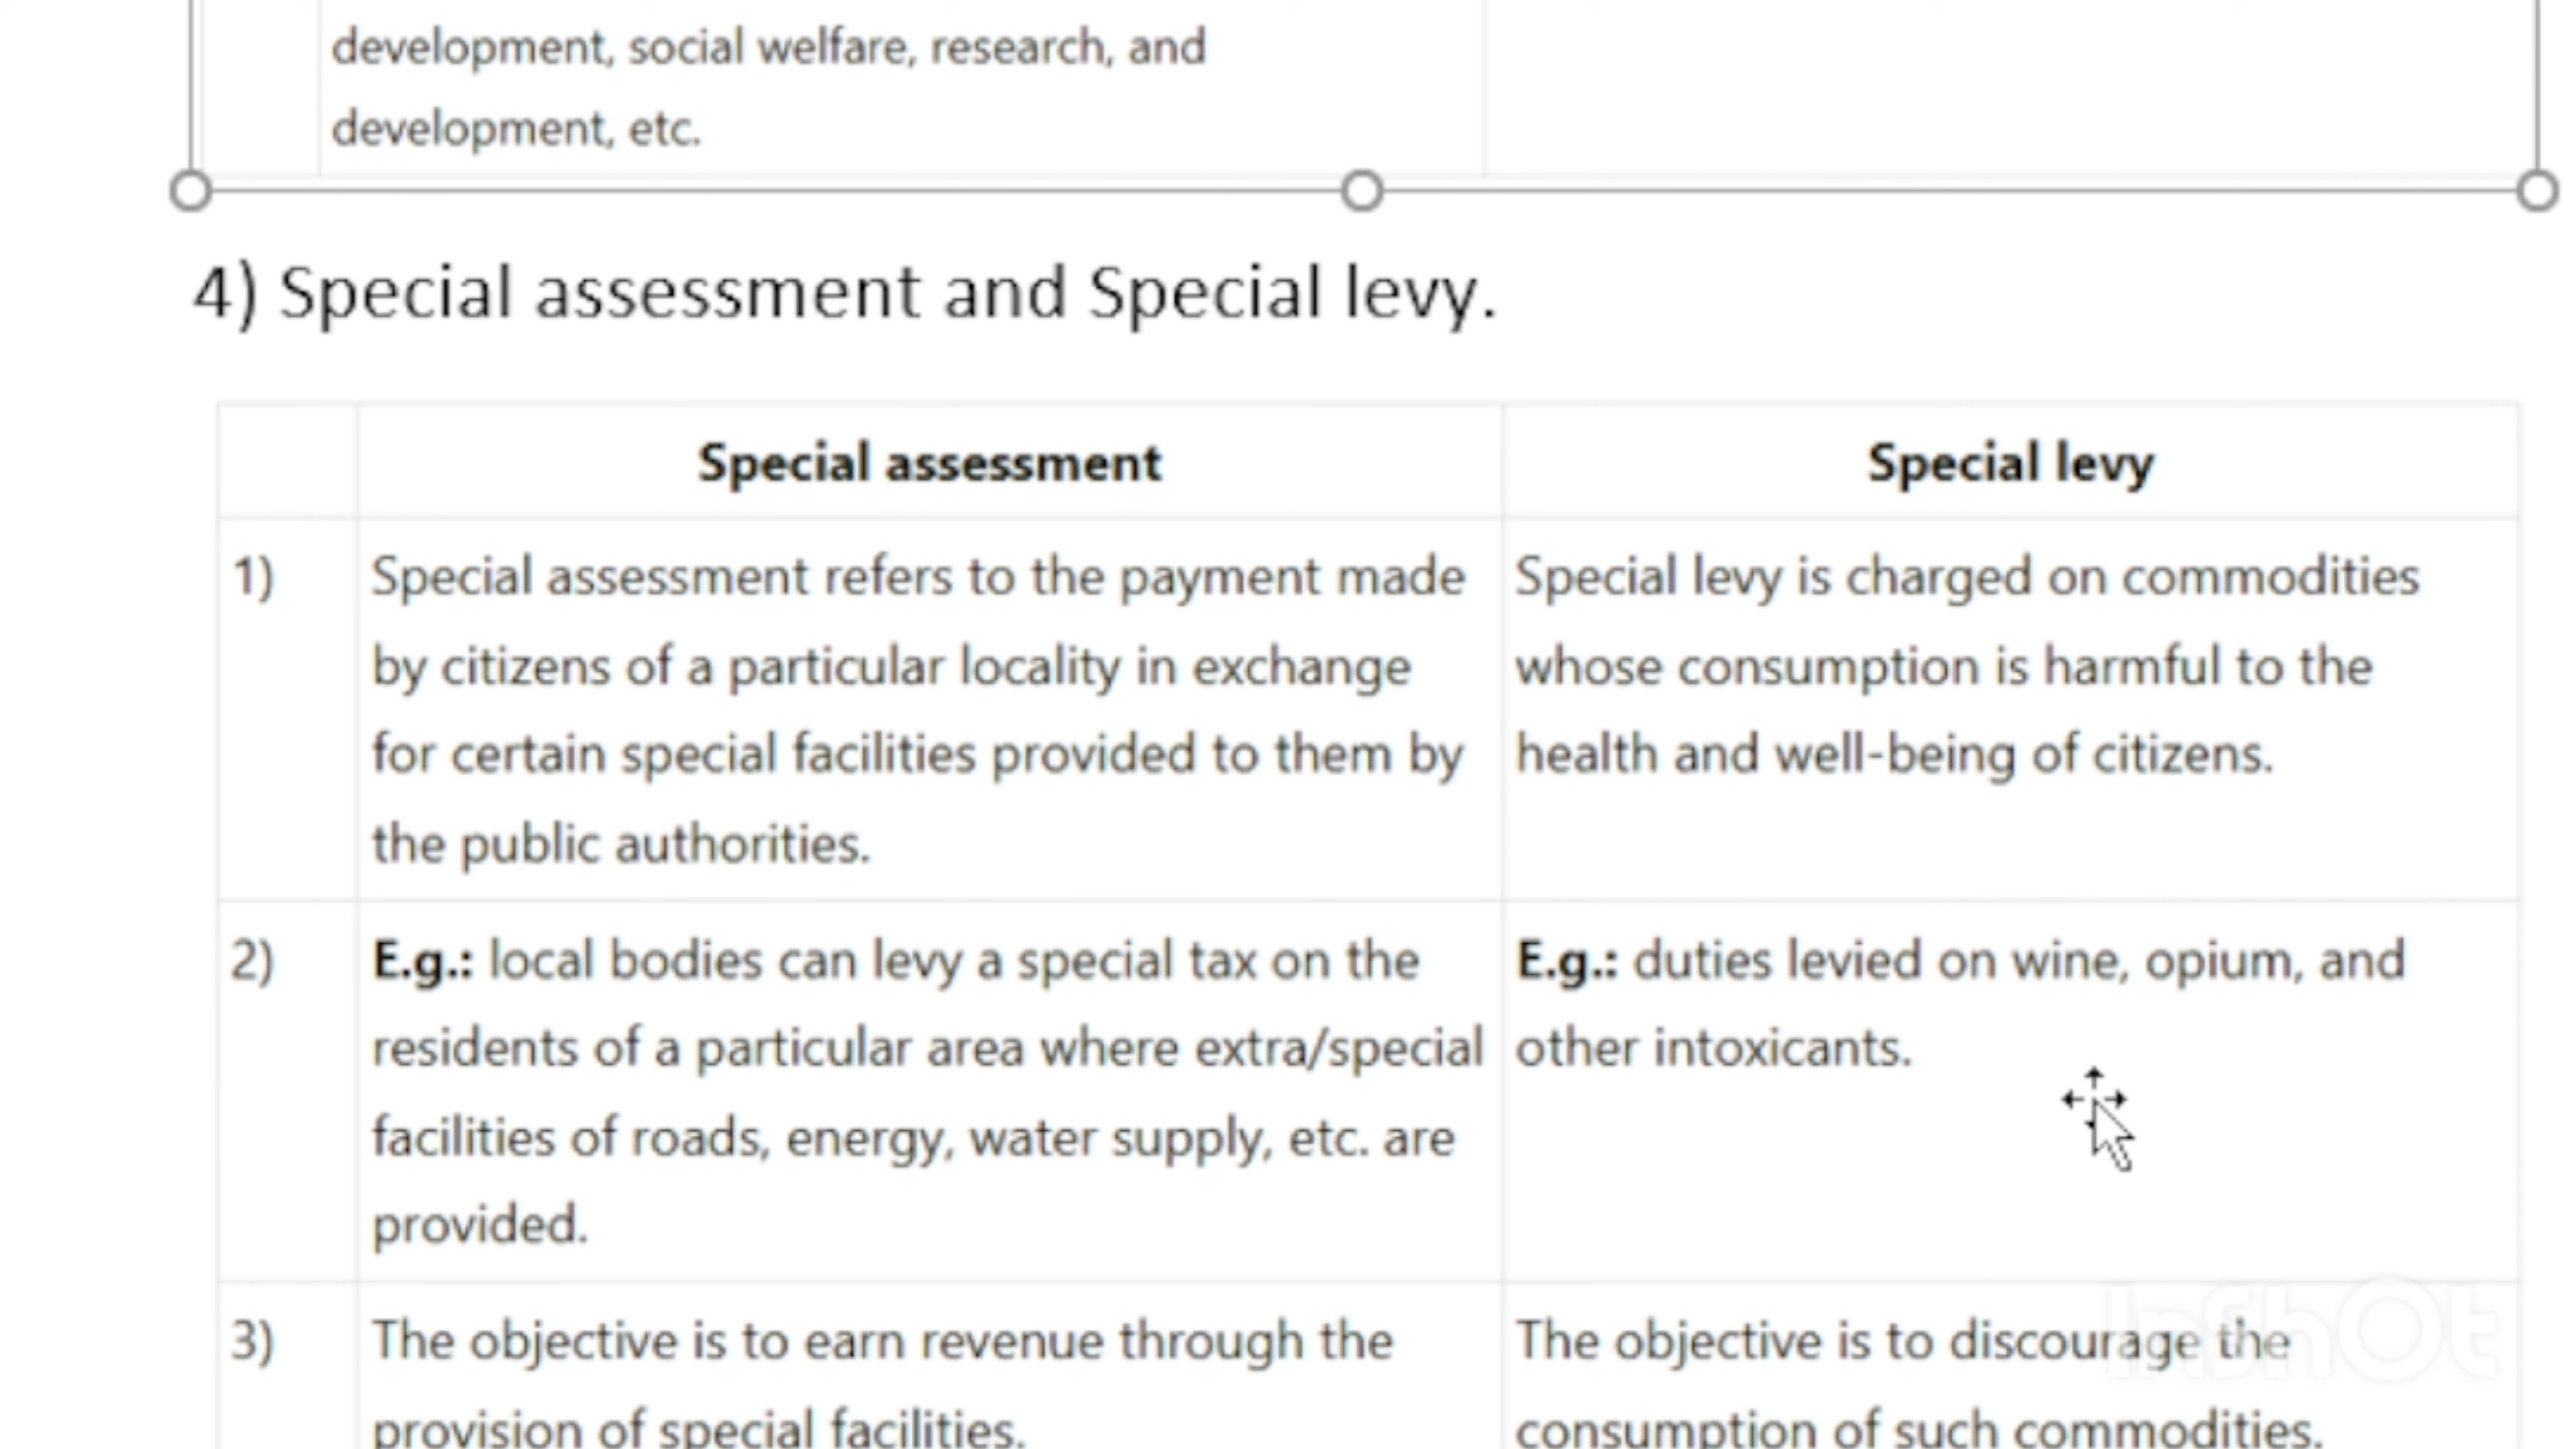 development, social welfare, research, and
development, etc.
4) Special assessment and Special levy.
Special assessment
Special levy
1)
Special assessment refers to the payment made
by citizens of a particular locality in exchange
for certain special facilities provided to them by
the public authorities.
Special levy is charged on commodities
whose consumption is harmful to the
health and well-being of citizens.
2)
E.g.: local bodies can levy a special tax on the
residents of a particular area where extra/special
facilities of roads, energy, water supply, etc. are
provided.
E.g.: duties levied on wine, opium, and
other intoxicants.
3)
The objective is to earn revenue through the
provision of special facilities.
The objective is to discourage the
consumption of such commodities.
InShOt